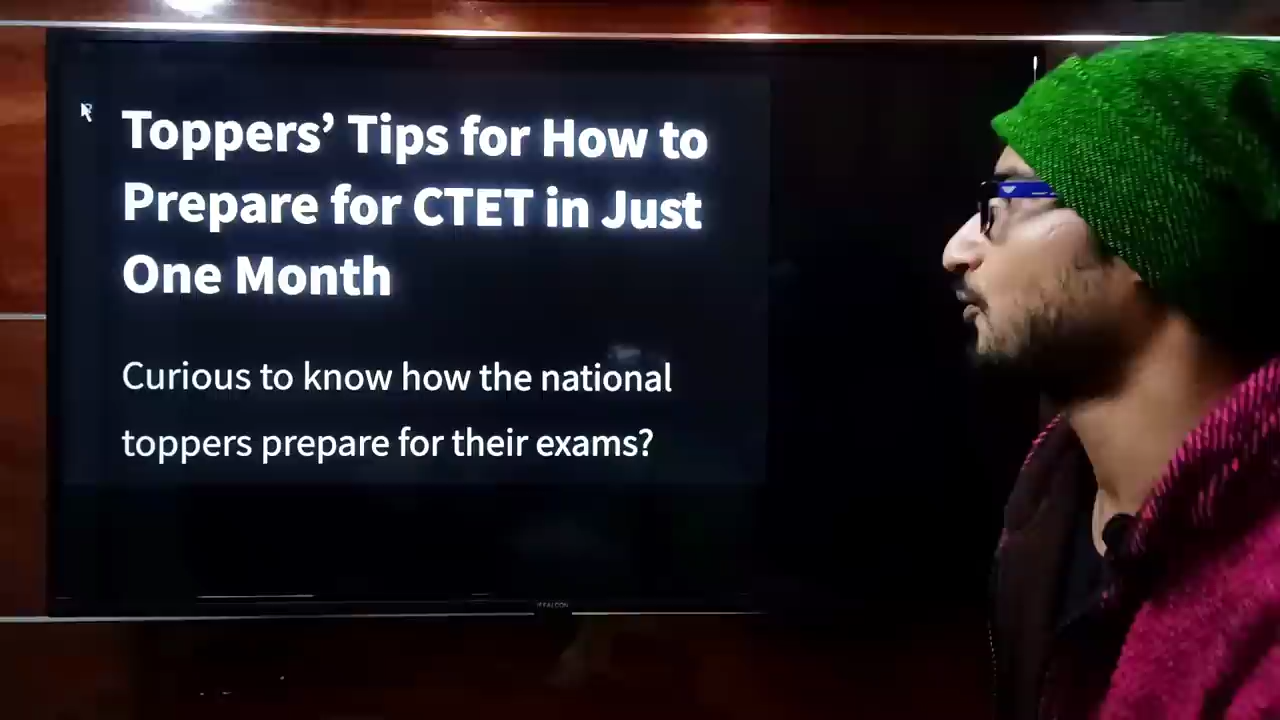 Toppers’ Tips for How to
Prepare for CTET in Just
One Month
Curious to know how the national
toppers prepare for their exams?
iFFALCON